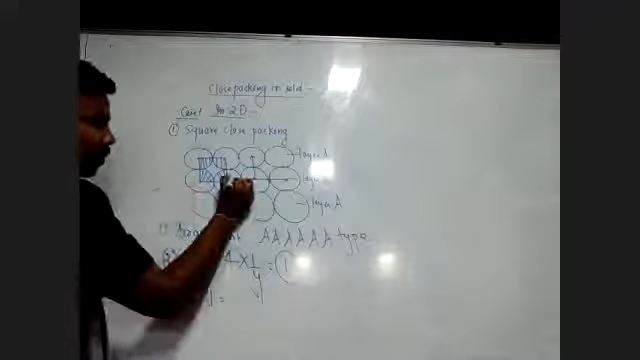 Close packing in solid
Case I In 2D
① Square close packing
layer A
layer
layer A
AAAAAA type
4 × 1/4 = 1